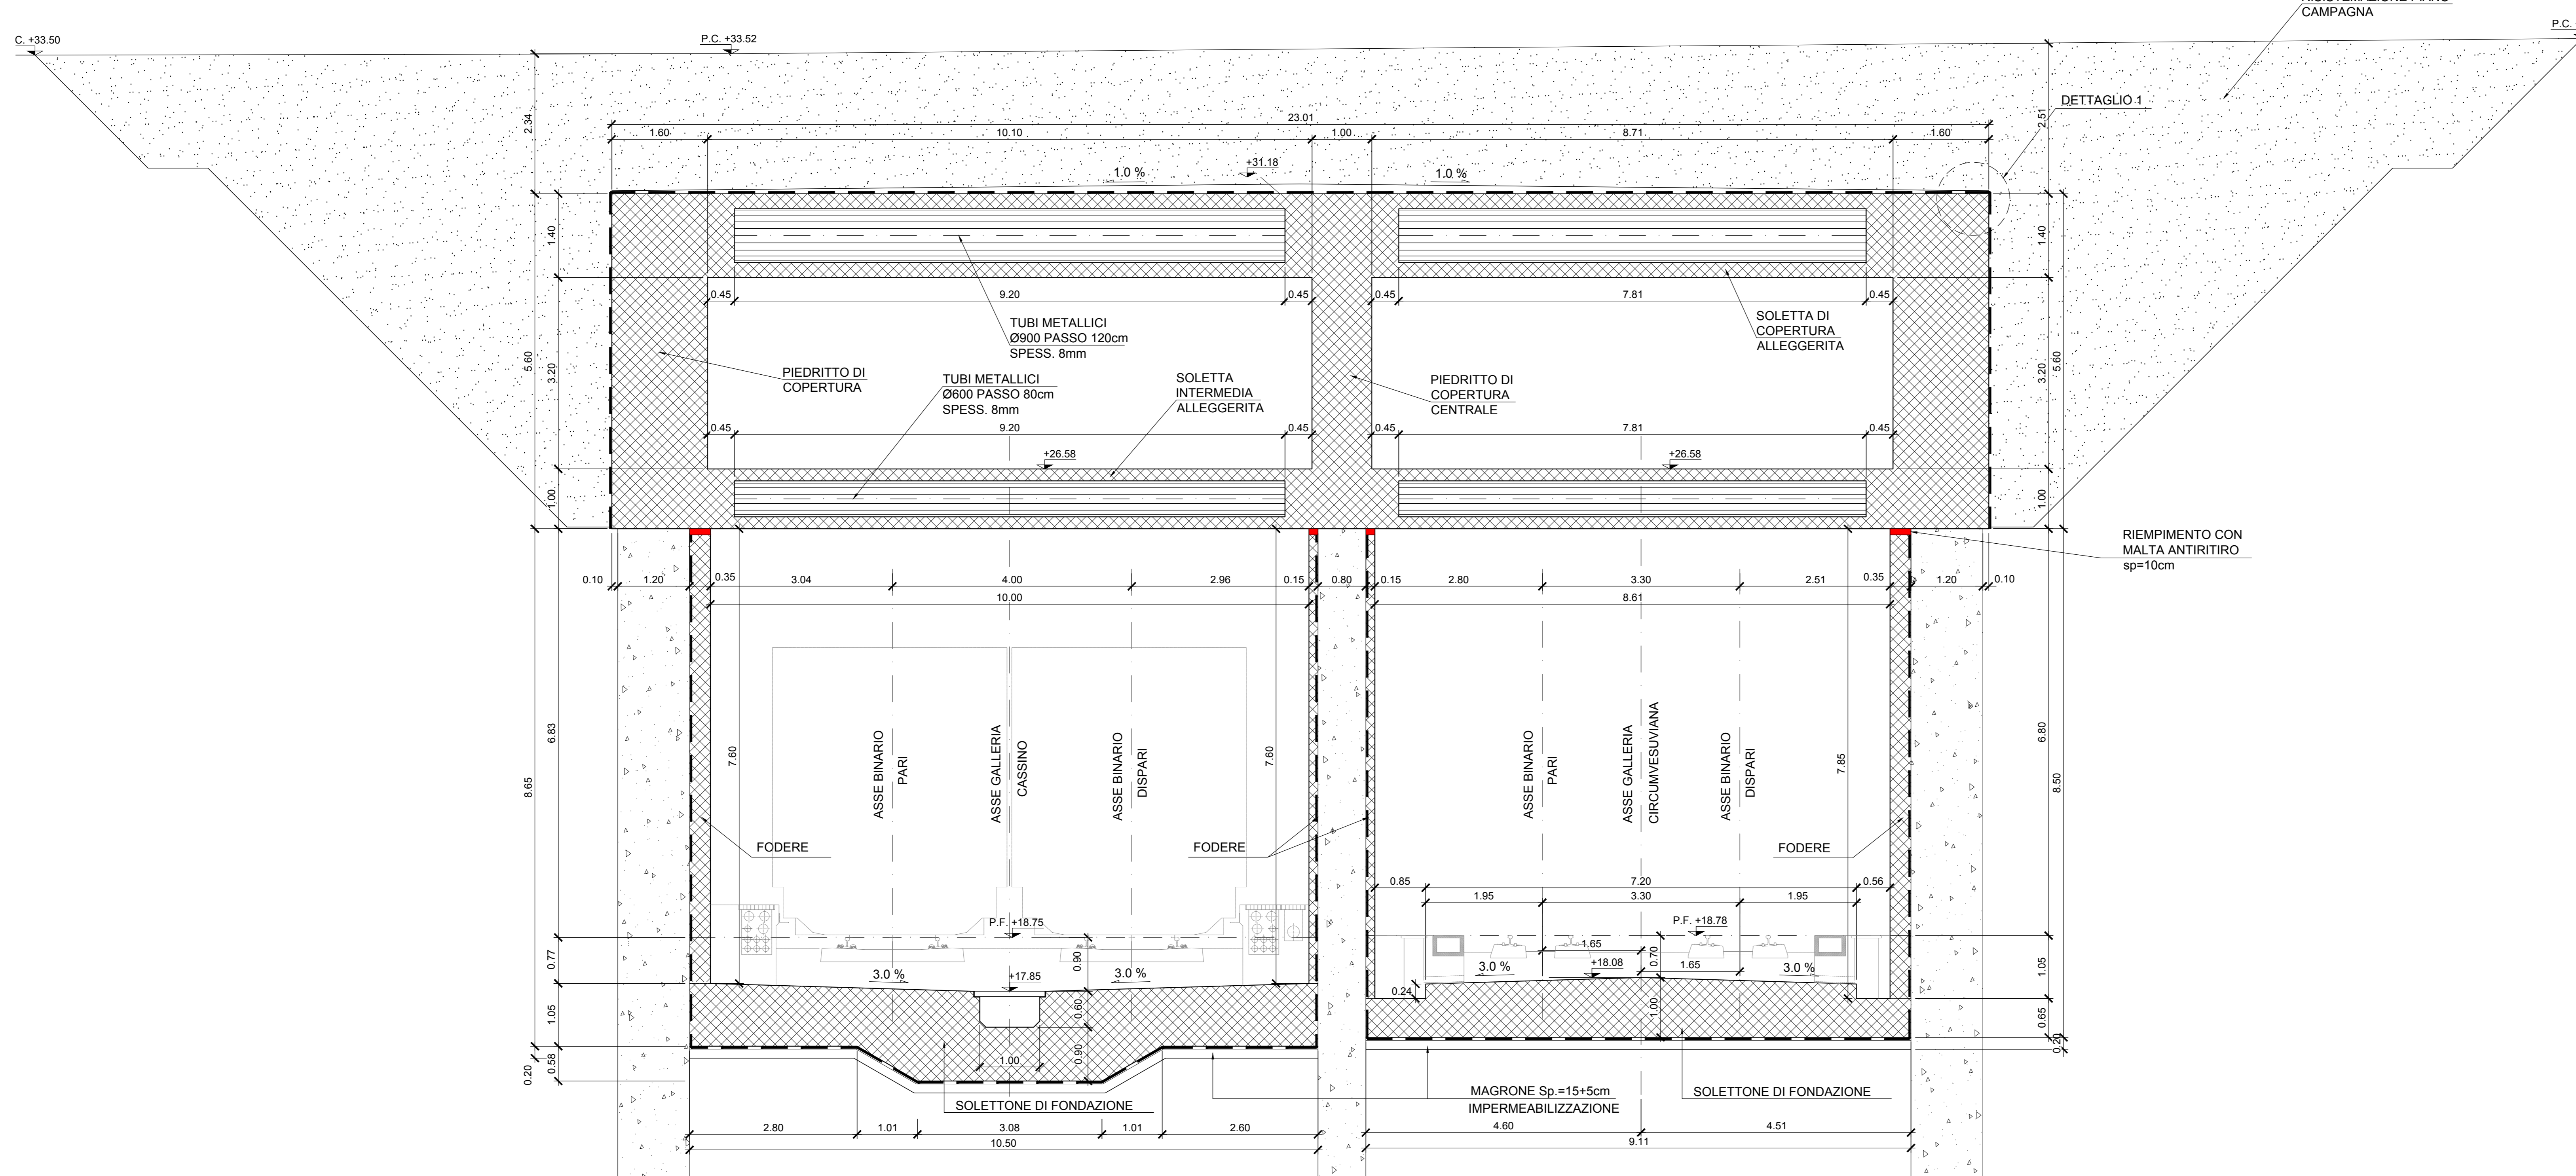 CAMPAGNA
C. +33.50
P.C. +33.52
P.C.
DETTAGLIO 1
2.34
2.51
23.01
1.60
10.10
1.00
8.71
1.60
+31.18
1.0 %
1.0 %
1.40
1.40
0.45
9.20
0.45
0.45
7.81
0.45
TUBI METALLICI
Ø900 PASSO 120cm
SPESS. 8mm
SOLETTA DI
COPERTURA
ALLEGGERITA
5.60
3.20
3.20
5.60
PIEDRITTO DI
COPERTURA
TUBI METALLICI
Ø600 PASSO 80cm
SPESS. 8mm
SOLETTA
INTERMEDIA
ALLEGGERITA
PIEDRITTO DI
COPERTURA
CENTRALE
0.45
9.20
0.45
0.45
7.81
0.45
+26.58
+26.58
1.00
1.00
RIEMPIMENTO CON
MALTA ANTIRITIRO
sp=10cm
0.10
1.20
0.35
3.04
4.00
2.96
0.15
0.80
0.15
2.80
3.30
2.51
0.35
1.20
0.10
10.00
8.61
8.65
6.83
7.60
ASSE BINARIO
PARI
ASSE GALLERIA
CASSINO
ASSE BINARIO
DISPARI
7.60
ASSE BINARIO
PARI
ASSE GALLERIA
CIRCUMVESUVIANA
ASSE BINARIO
DISPARI
7.85
6.80
8.50
FODERE
FODERE
FODERE
0.85
7.20
0.56
1.95
3.30
1.95
P.F. +18.75
P.F. +18.78
0.77
0.90
1.65
0.70
1.65
1.05
3.0 %
+17.85
3.0 %
3.0 %
+18.08
3.0 %
0.24
1.05
0.60
1.00
0.65
0.20
0.58
0.20
1.00
0.90
SOLETTONE DI FONDAZIONE
MAGRONE Sp.=15+5cm
IMPERMEABILIZZAZIONE
SOLETTONE DI FONDAZIONE
2.80
1.01
3.08
1.01
2.60
4.60
4.51
10.50
9.11